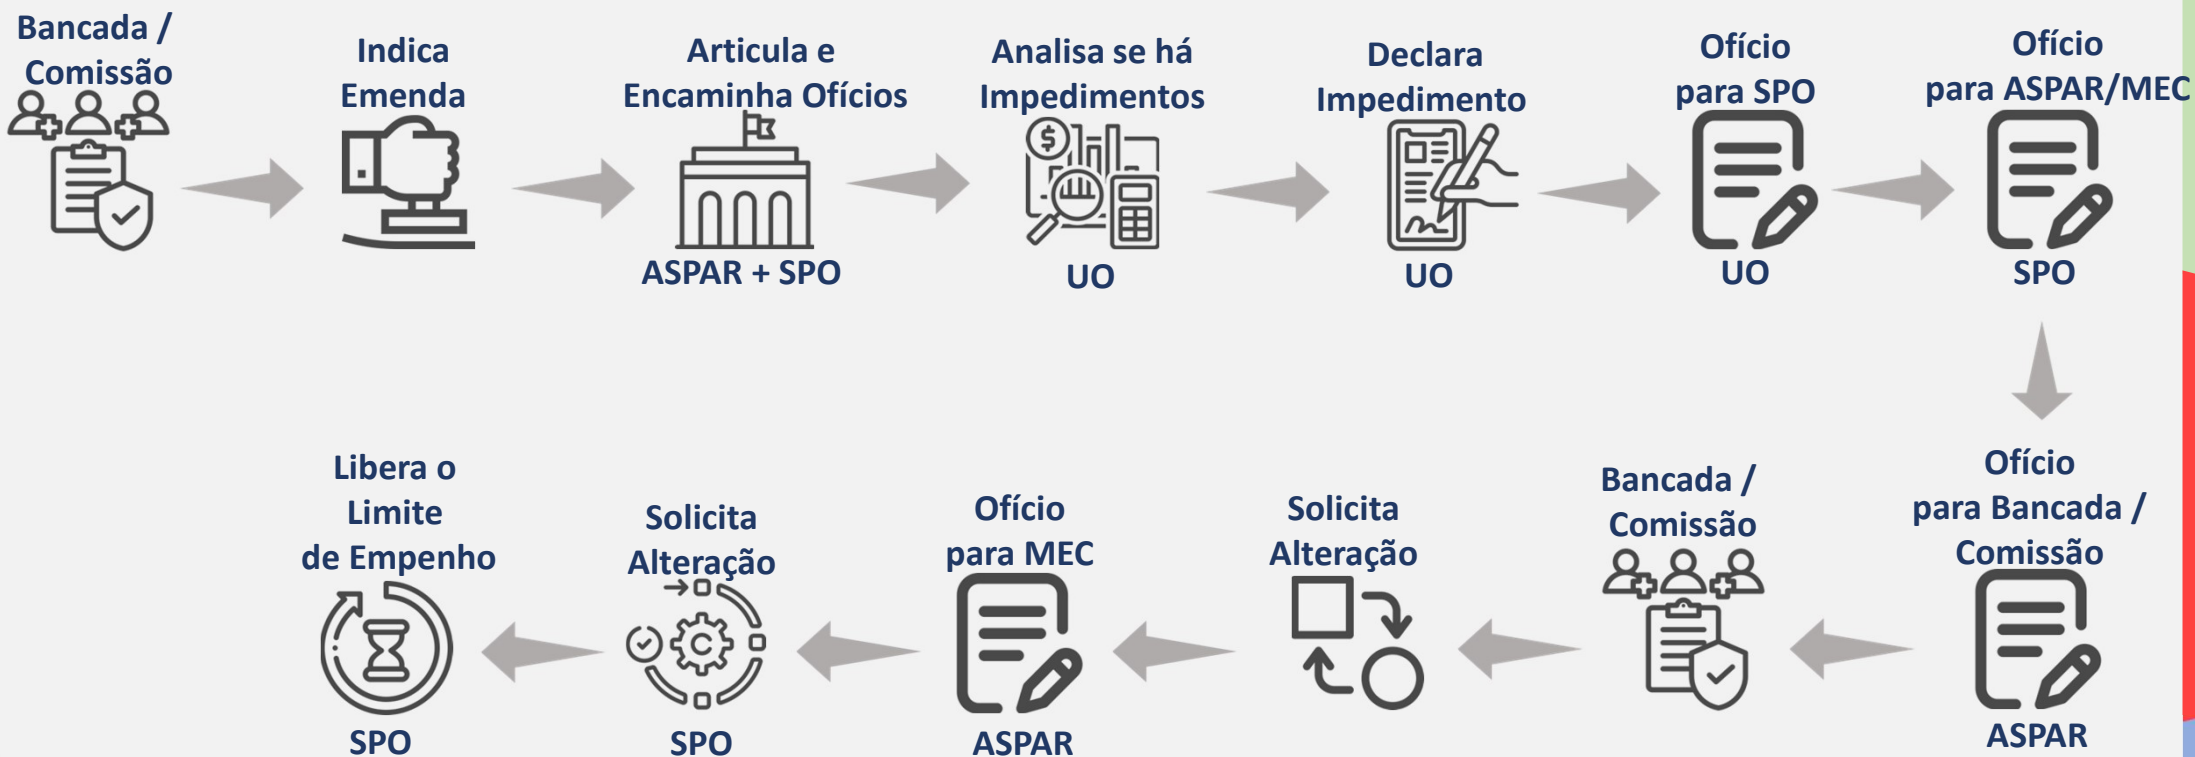 Bancada /
Comissão
Indica
Emenda
Articula e
Encaminha Ofícios
ASPAR + SPO
Analisa se há
Impedimentos
UO
Declara
Impedimento
UO
Ofício
para SPO
UO
Ofício
para ASPAR/MEC
SPO
Ofício
para Bancada /
Comissão
ASPAR
Bancada /
Comissão
Solicita
Alteração
Ofício
para MEC
ASPAR
Solicita
Alteração
SPO
Libera o
Limite
de Empenho
SPO